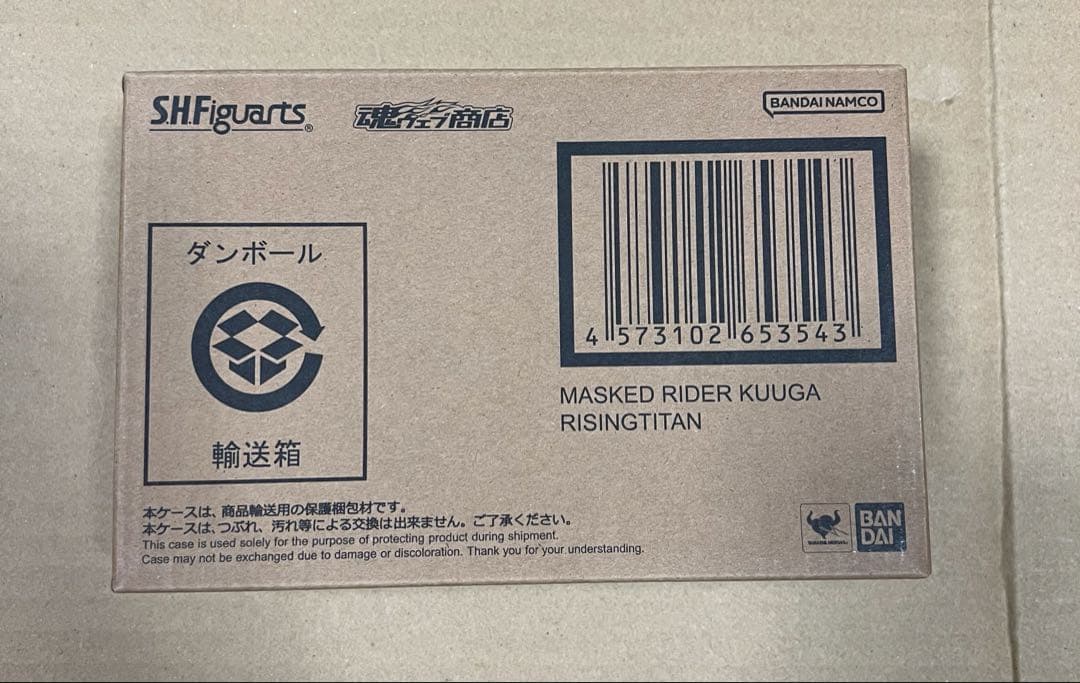 S.H.Figuarts®
魂ウェブ商店
BANDAI NAMCO
ダンボール
輸送箱
4 573102 653543
MASKED RIDER KUUGA
RISINGTITAN
本ケースは、商品輸送用の保護梱包材です。
本ケースは、つぶれ、汚れ等による交換は出来ません。ご了承ください。
This case is used solely for the purpose of protecting product during shipment.
Case may not be exchanged due to damage or discoloration. Thank you for your understanding.
BAN
DAI